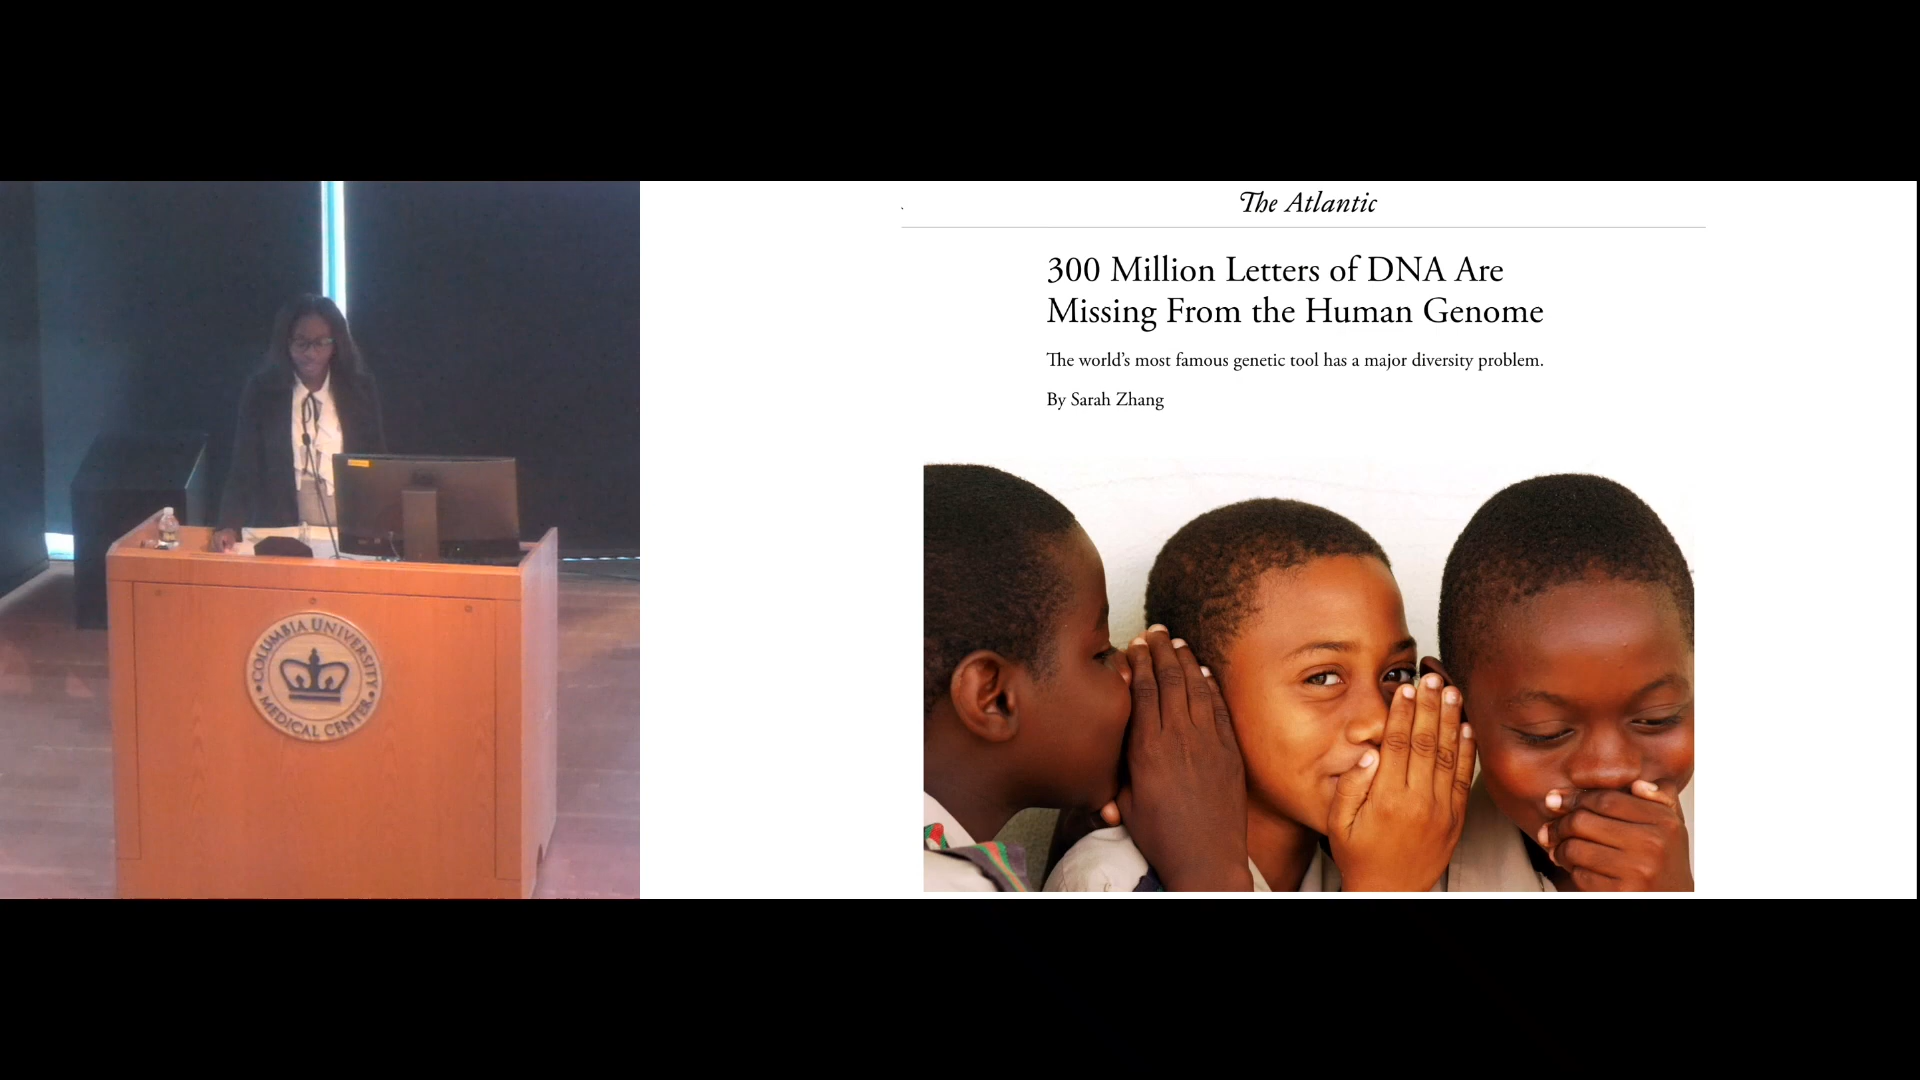 The Atlantic
300 Million Letters of DNA Are
Missing From the Human Genome
The world's most famous genetic tool has a major diversity problem.
By Sarah Zhang
COLUMBIA UNIVERSITY
MEDICAL CENTER